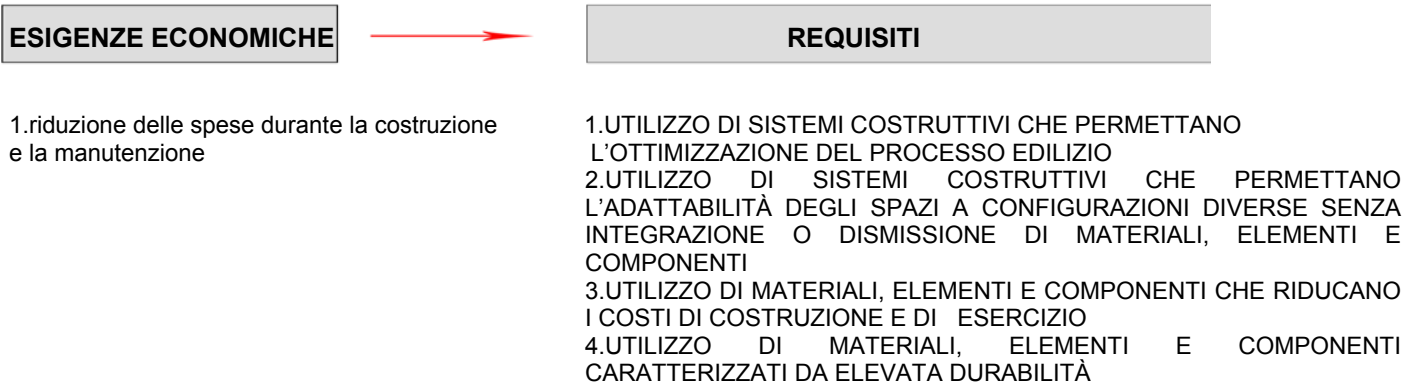 ESIGENZE ECONOMICHE
REQUISITI
1.riduzione delle spese durante la costruzione
e la manutenzione
1.UTILIZZO DI SISTEMI COSTRUTTIVI CHE PERMETTANO
L’OTTIMIZZAZIONE DEL PROCESSO EDILIZIO
2.UTILIZZO DI SISTEMI COSTRUTTIVI CHE PERMETTANO
L’ADATTABILITÀ DEGLI SPAZI A CONFIGURAZIONI DIVERSE SENZA
INTEGRAZIONE O DISMISSIONE DI MATERIALI, ELEMENTI E
COMPONENTI
3.UTILIZZO DI MATERIALI, ELEMENTI E COMPONENTI CHE RIDUCANO
I COSTI DI COSTRUZIONE E DI ESERCIZIO
4.UTILIZZO DI MATERIALI, ELEMENTI E COMPONENTI
CARATTERIZZATI DA ELEVATA DURABILITÀ